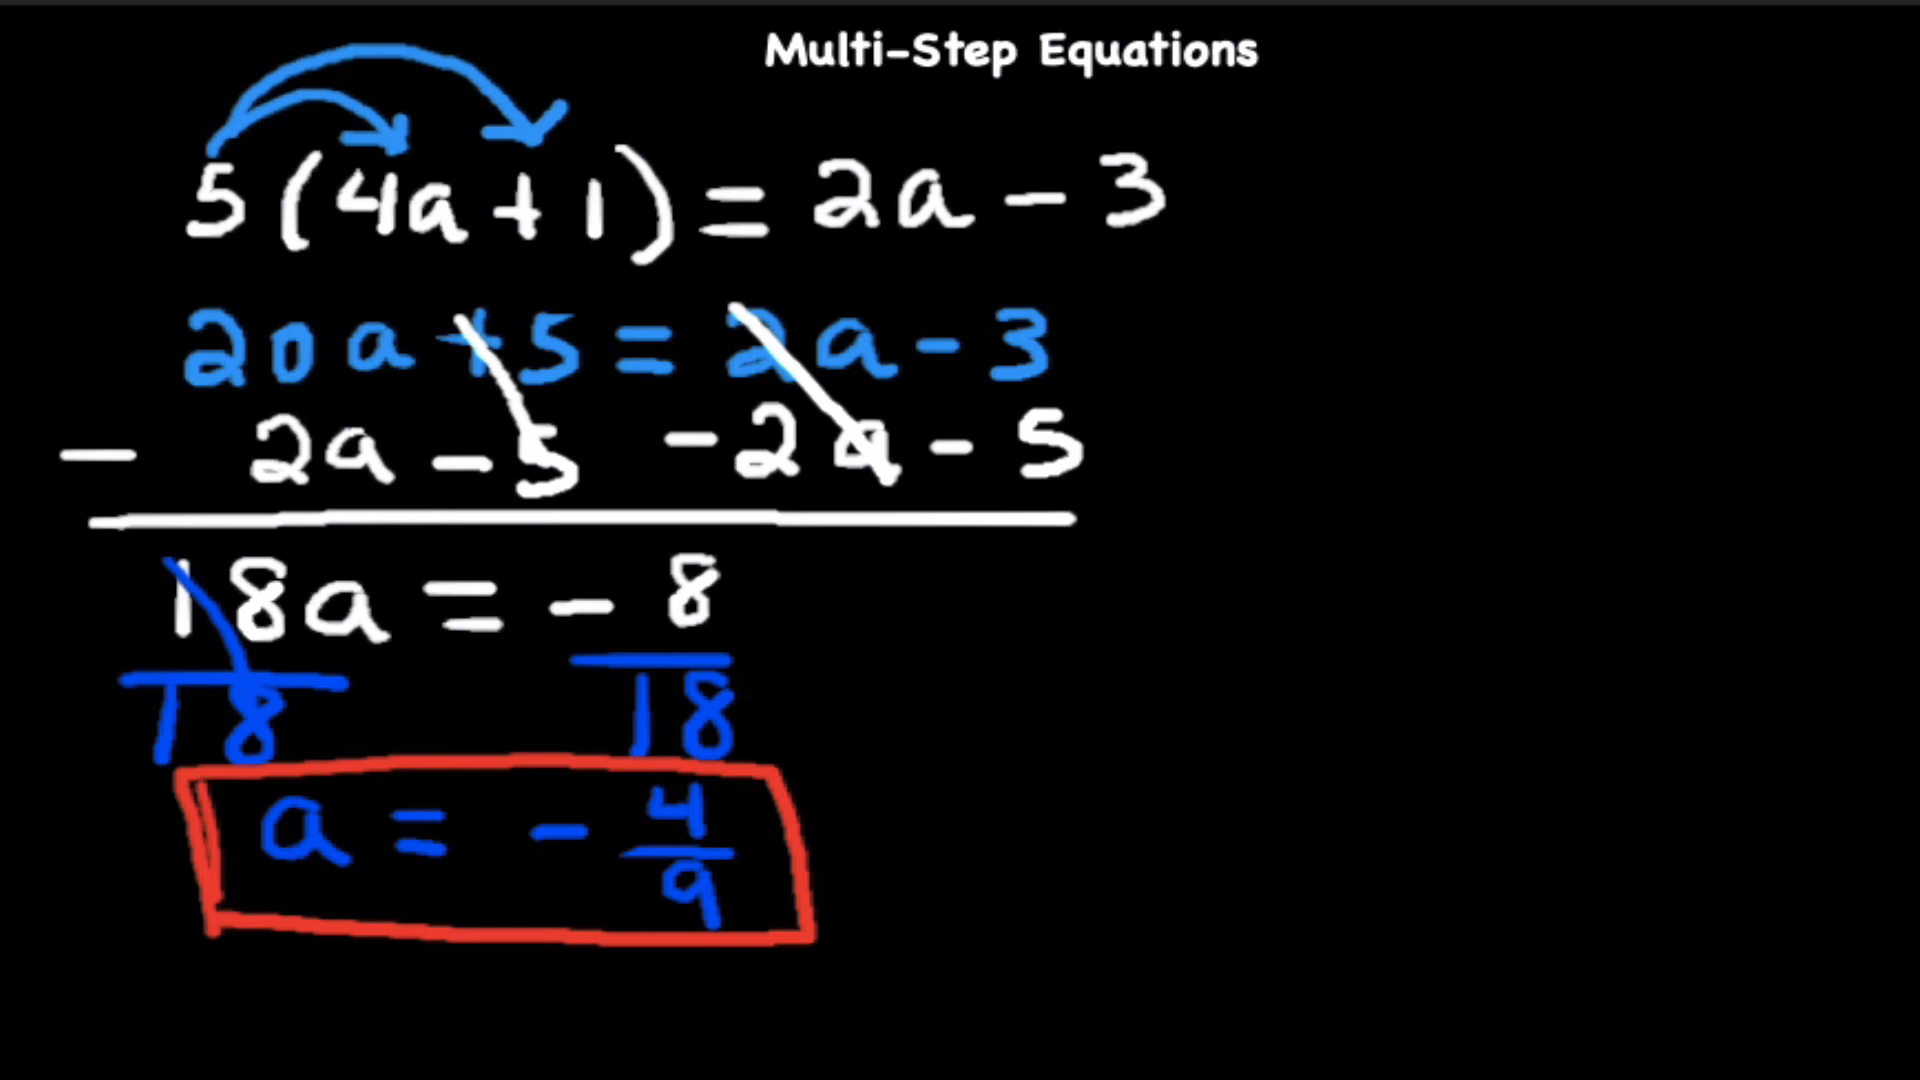 Multi-Step Equations
5(4a+1)=2a-3
20a+5=2a-3
- 2a-5 -2a-5
18a=-8
18 18
a = - 4
9